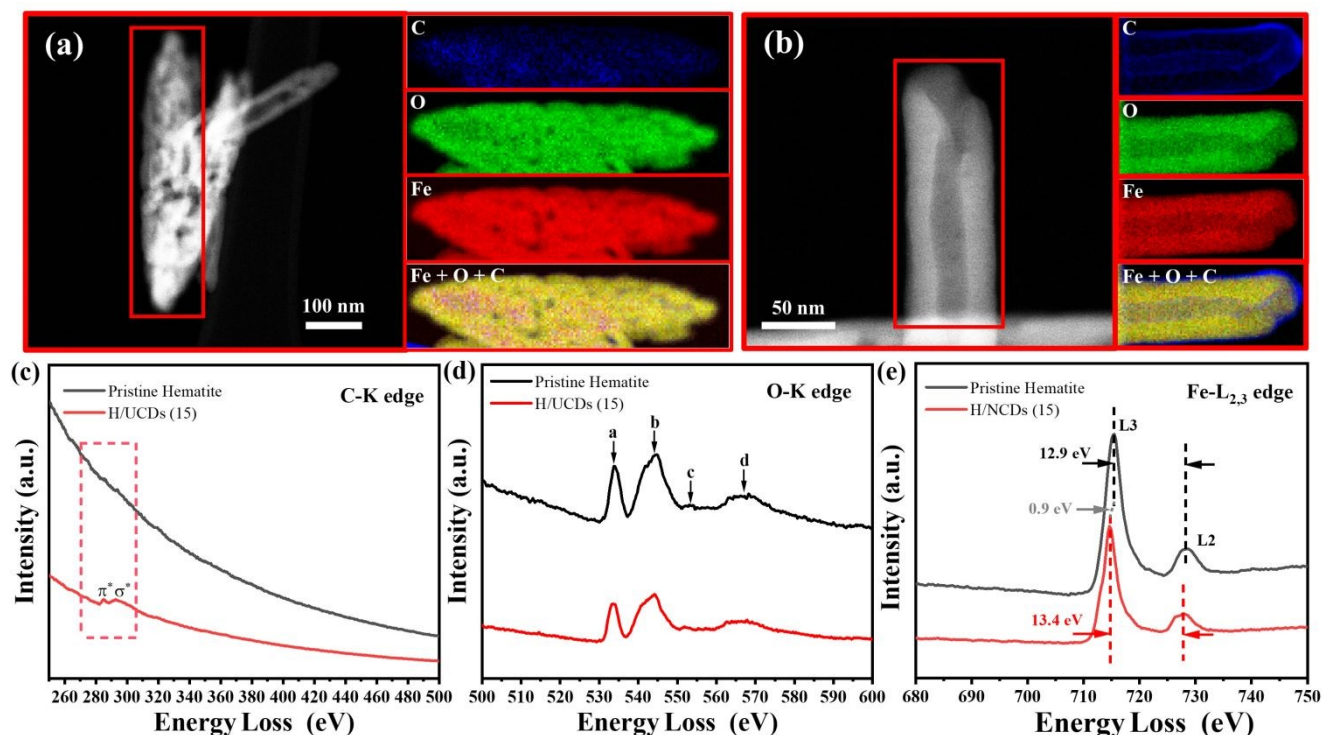 (a)
C
O
Fe
Fe + O + C
100 nm
(b)
C
O
Fe
Fe + O + C
50 nm
(c)
Pristine Hematite
H/UCDs (15)
C-K edge
π* σ*
Intensity (a.u.)
260 280 300 320 340 360 380 400 420 440 460 480 500
Energy Loss (eV)
(d)
Pristine Hematite
H/UCDs (15)
O-K edge
a
b
c
d
Intensity (a.u.)
500 510 520 530 540 550 560 570 580 590 600
Energy Loss (eV)
(e)
Pristine Hematite
H/NCDs (15)
Fe-L2,3 edge
L3
12.9 eV
0.9 eV
L2
13.4 eV
Intensity (a.u.)
680 690 700 710 720 730 740 750
Energy Loss (eV)